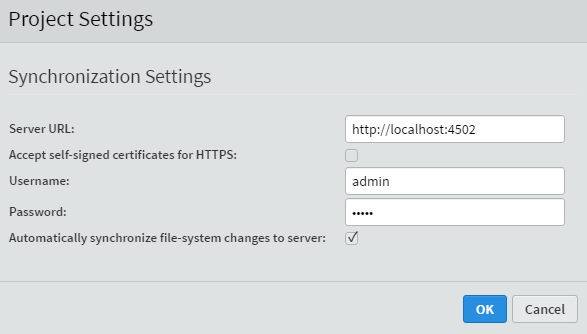 Project Settings
Synchronization Settings
Server URL: http://localhost:4502
Accept self-signed certificates for HTTPS:
Username: admin
Password: •••••
Automatically synchronize file-system changes to server:
OK Cancel